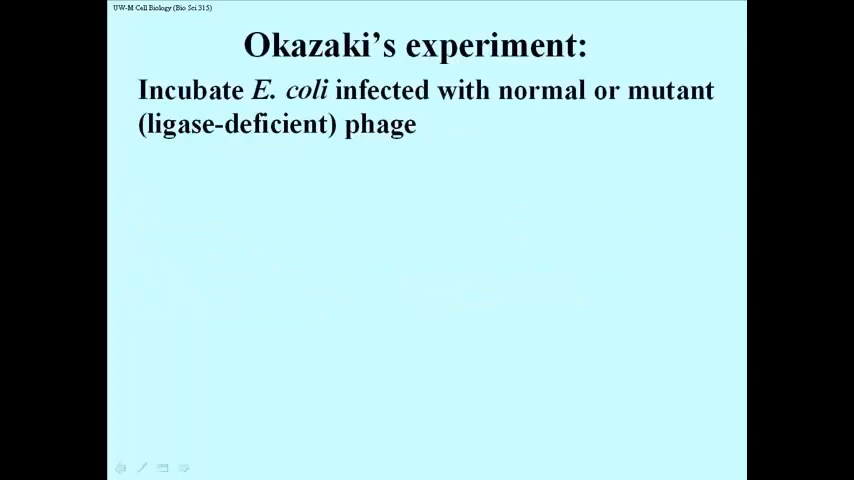 UW-M Cell Biology (Bio Sci 315)
Okazaki's experiment:
Incubate E. coli infected with normal or mutant
(ligase-deficient) phage